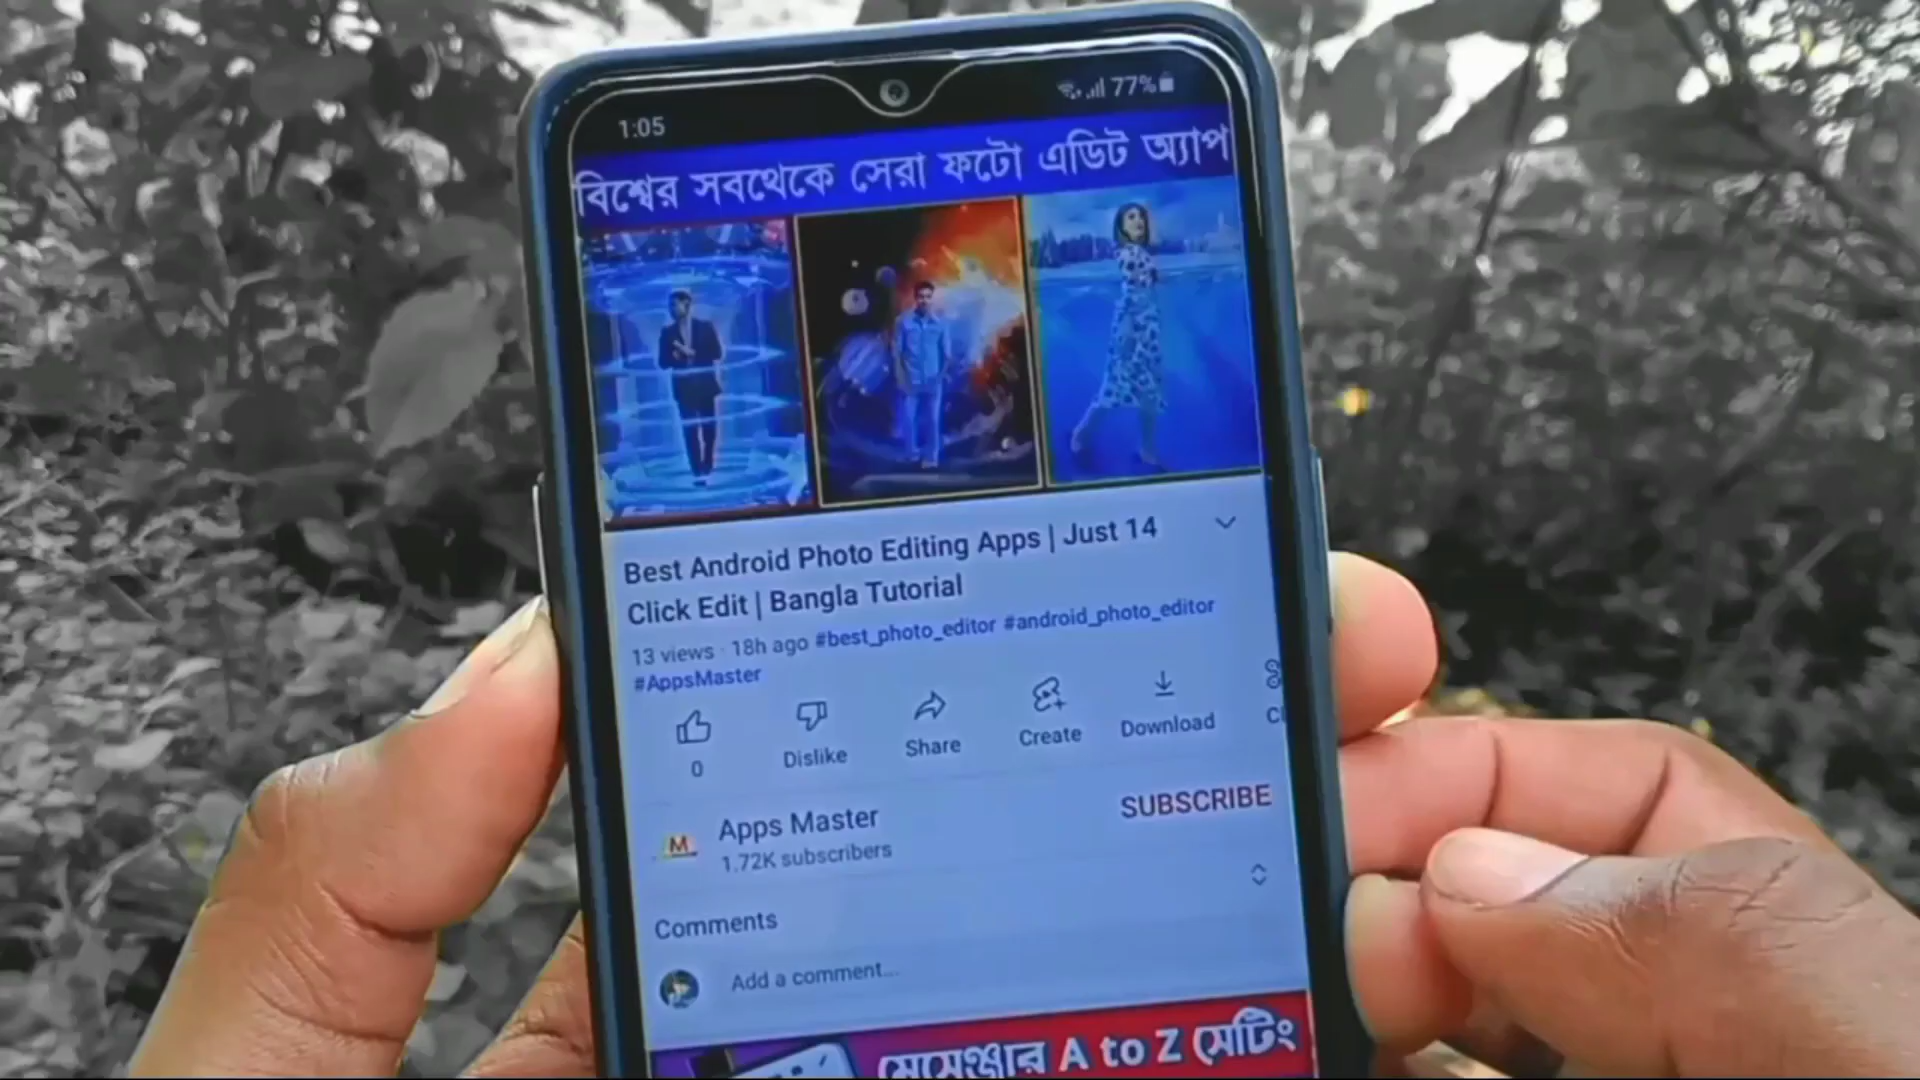 1:05
77%
বিশ্বের সবথেকে সেরা ফটো এডিট অ্যাপ
Best Android Photo Editing Apps | Just 14
Click Edit | Bangla Tutorial
13 views · 18h ago #best_photo_editor #android_photo_editor
#AppsMaster
0
Dislike
Share
Create
Download
M
Apps Master
1.72K subscribers
SUBSCRIBE
Comments
Add a comment...
মেসেঞ্জার A to Z সেটিং